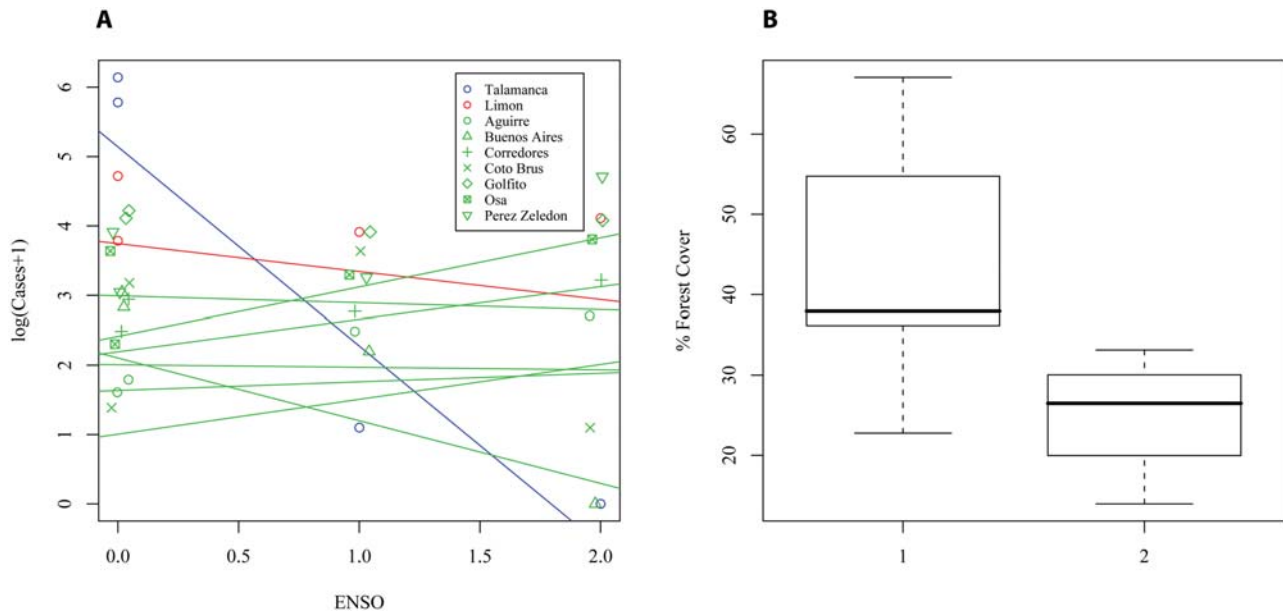 A
log(Cases+1)
6
5
4
3
2
1
0
Talamanca
Limon
Aguirre
Buenos Aires
Corredores
Coto Brus
Golfito
Osa
Perez Zeledon
0.0 0.5 1.0 1.5 2.0
ENSO
B
% Forest Cover
60
50
40
30
20
1 2